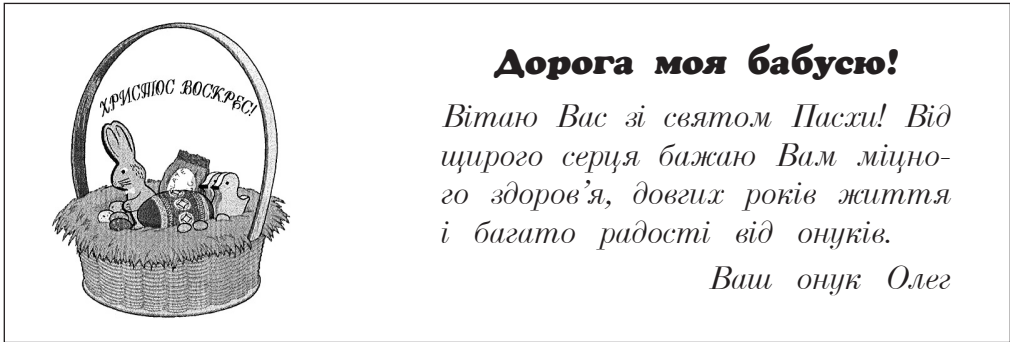 ХРИСТОС ВОСКРЕС!
Дорога моя бабусю!
Вітаю Вас зі святом Пасхи! Від
щирого серця бажаю Вам міцно-
го здоров’я, довгих років життя
і багато радості від онуків.
Ваш онук Олег